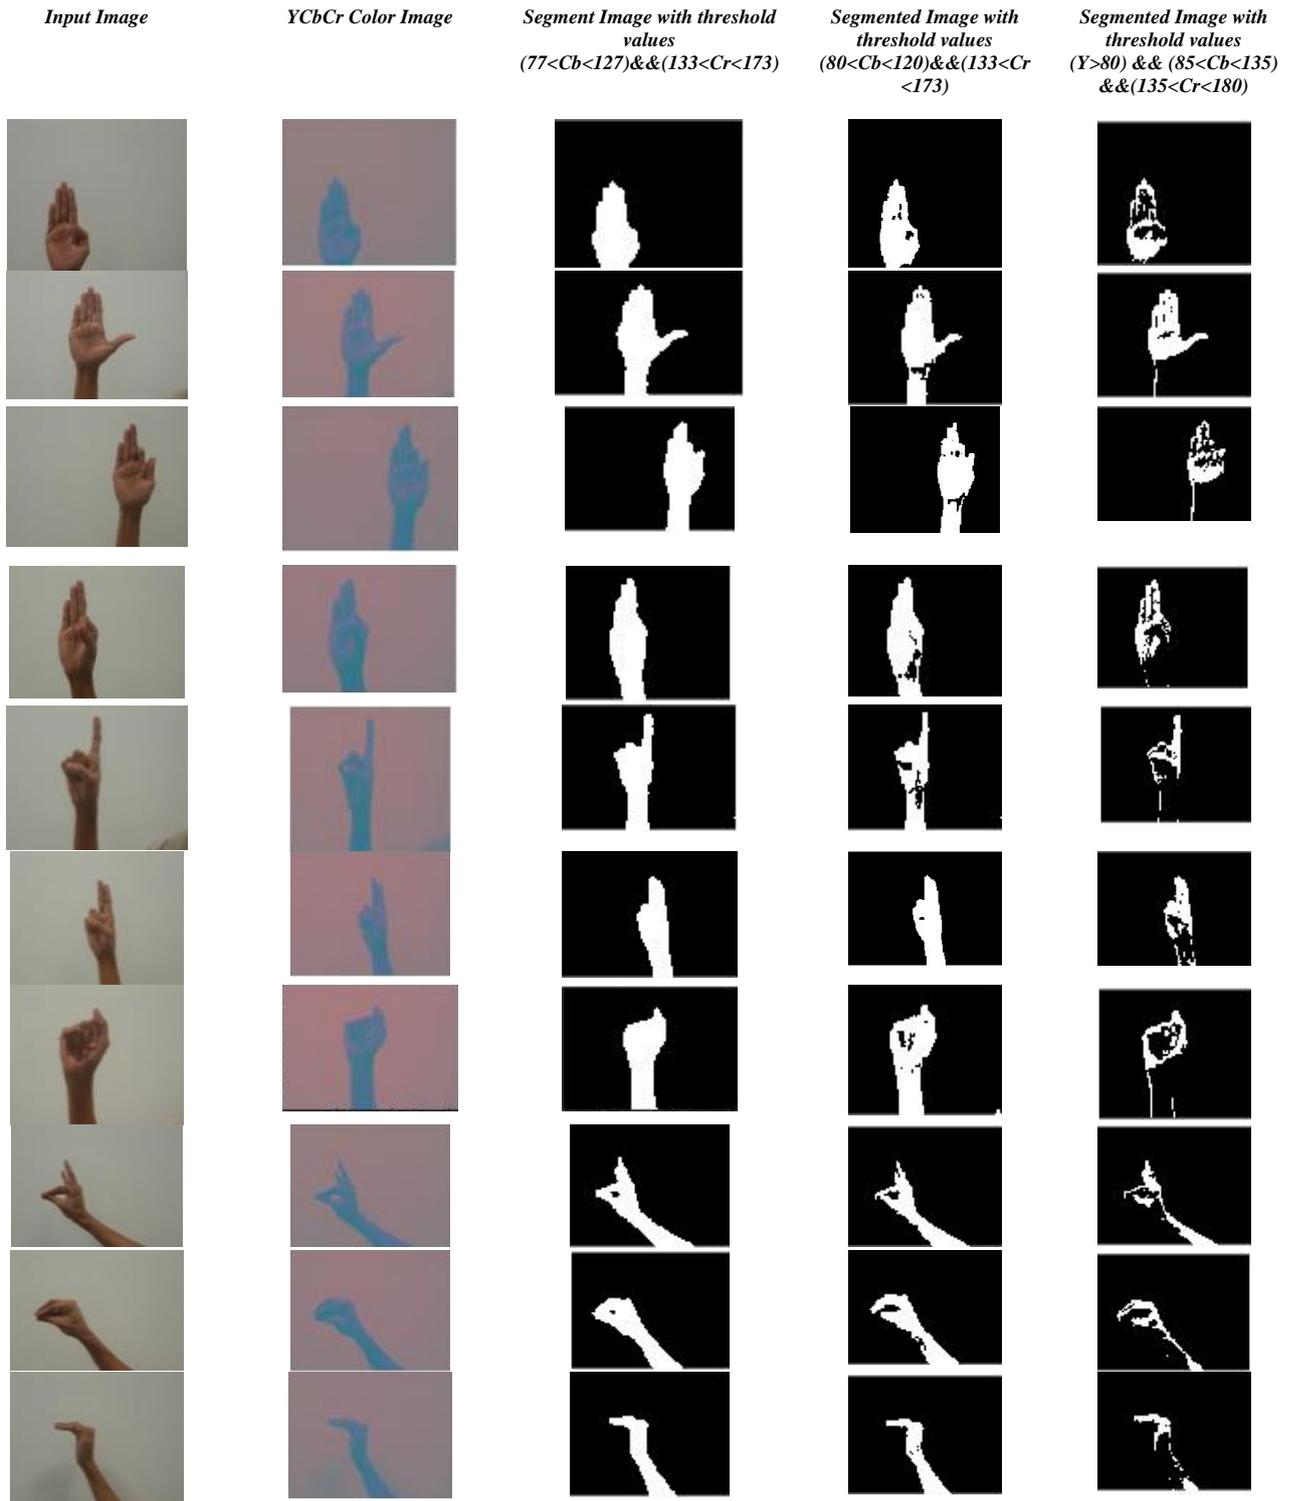 Input Image
YCbCr Color Image
Segment Image with threshold
values
(77<Cb<127)&&(133<Cr<173)
Segmented Image with
threshold values
(80<Cb<120)&&(133<Cr
<173)
Segmented Image with
threshold values
(Y>80) && (85<Cb<135)
&&(135<Cr<180)